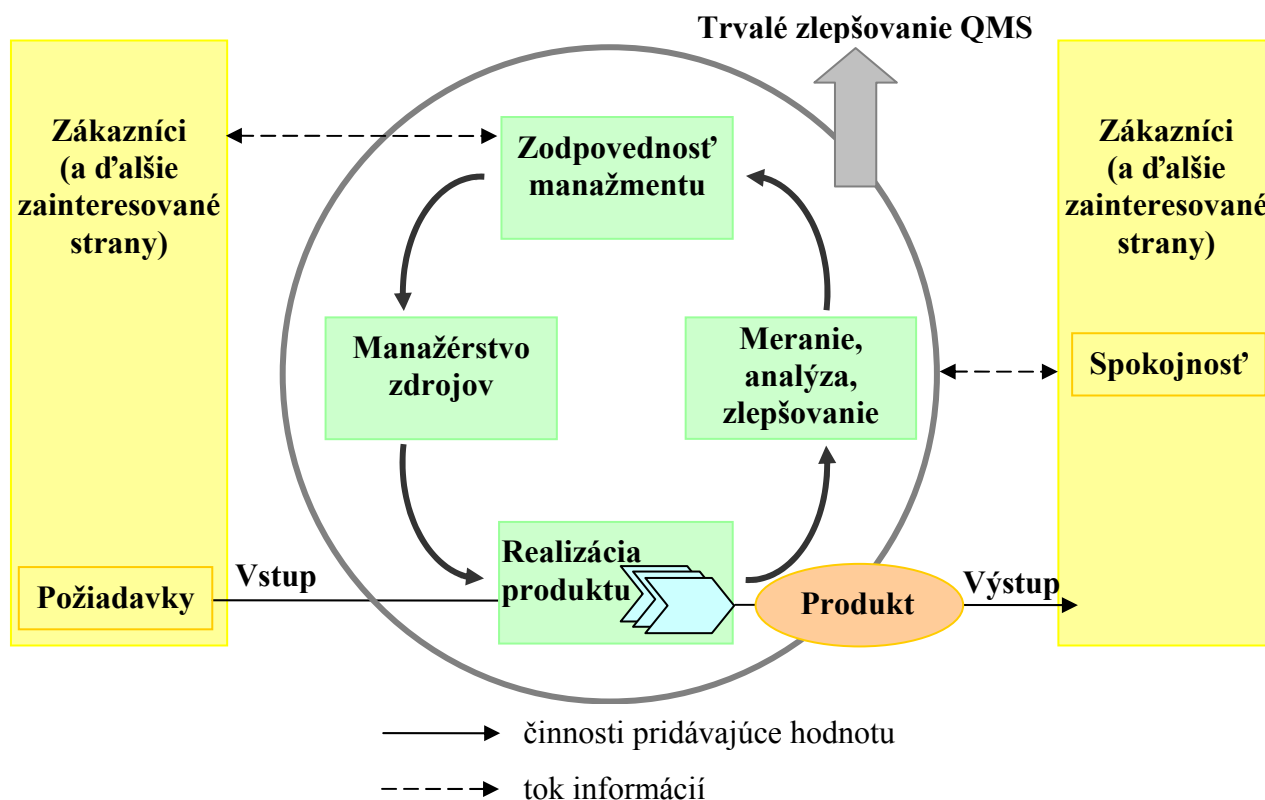 Trvalé zlepšovanie QMS
Zákazníci
(a ďalšie
zainteresované
strany)
Požiadavky
Vstup
Zodpovednosť
manažmentu
Manažérstvo
zdrojov
Meranie,
analýza,
zlepšovanie
Realizácia
produktu
Produkt
Výstup
Zákazníci
(a ďalšie
zainteresované
strany)
Spokojnosť
činnosti pridávajúce hodnotu
tok informácií